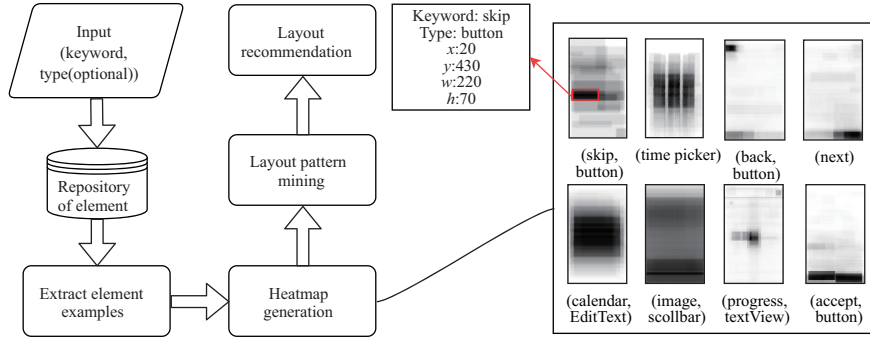 Input
(keyword,
type(optional))
Repository
of element
Extract element
examples
Layout
recommendation
Layout pattern
mining
Heatmap
generation
Keyword: skip
Type: button
x:20
y:430
w:220
h:70
(skip,
button)
(time picker)
(back,
button)
(next)
(calendar,
EditText)
(image,
scollbar)
(progress,
textView)
(accept,
button)